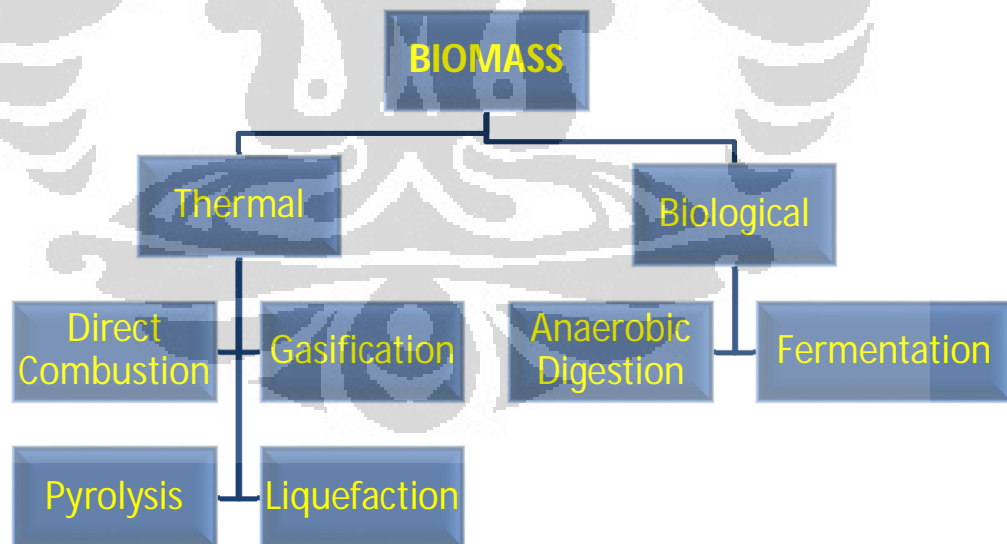 BIOMASS
Thermal
Biological
Direct
Combustion
Gasification
Anaerobic
Digestion
Fermentation
Pyrolysis
Liquefaction